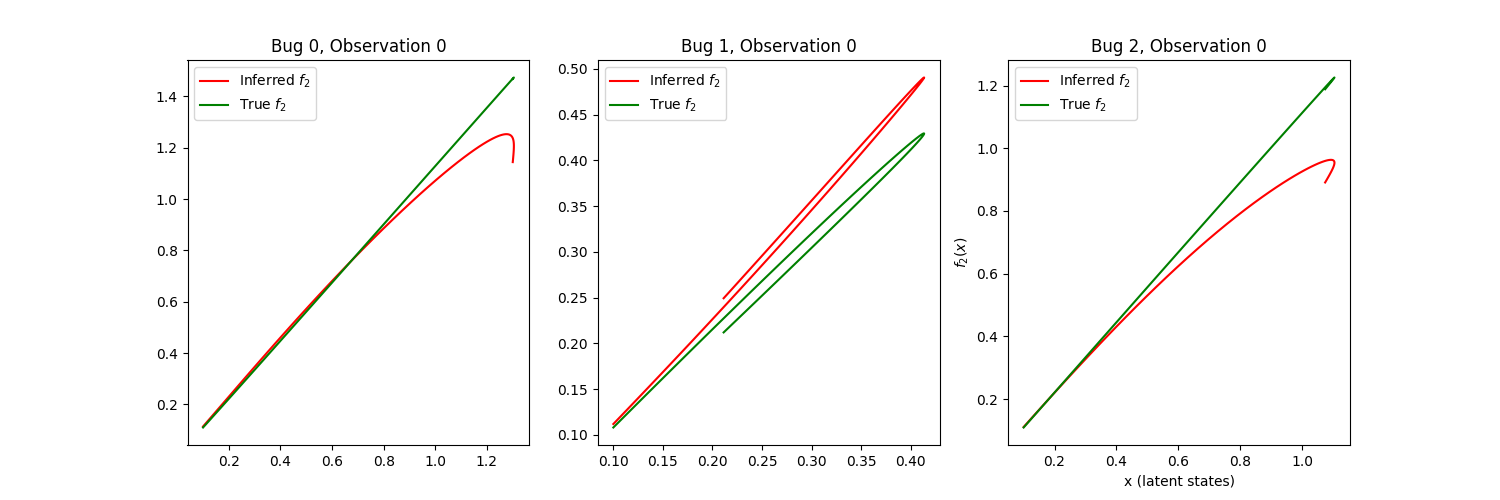 Bug 0, Observation 0
Inferred f₂
True f₂
1.4
1.2
1.0
0.8
0.6
0.4
0.2
0.2 0.4 0.6 0.8 1.0 1.2
Bug 1, Observation 0
Inferred f₂
True f₂
0.50
0.45
0.40
0.35
0.30
0.25
0.20
0.15
0.10
0.10 0.15 0.20 0.25 0.30 0.35 0.40
Bug 2, Observation 0
Inferred f₂
True f₂
f₂(x)
1.2
1.0
0.8
0.6
0.4
0.2
0.2 0.4 0.6 0.8 1.0
x (latent states)